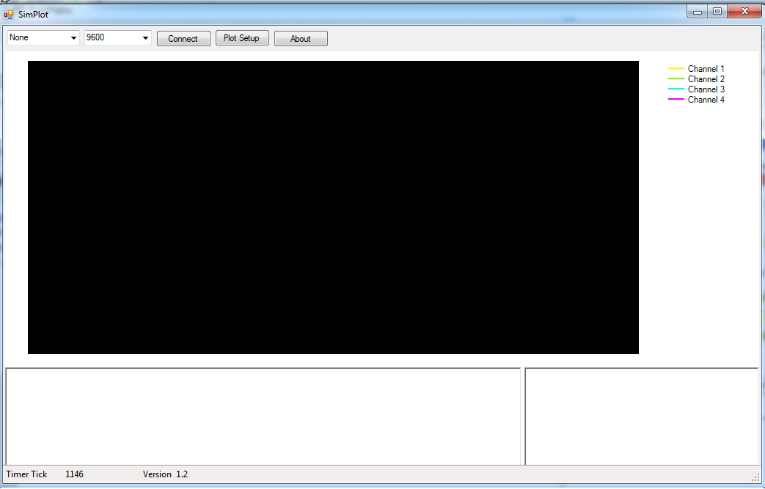 SimPlot
None 9600 Connect Plot Setup About
Channel 1
Channel 2
Channel 3
Channel 4
Timer Tick 1146 Version 1.2